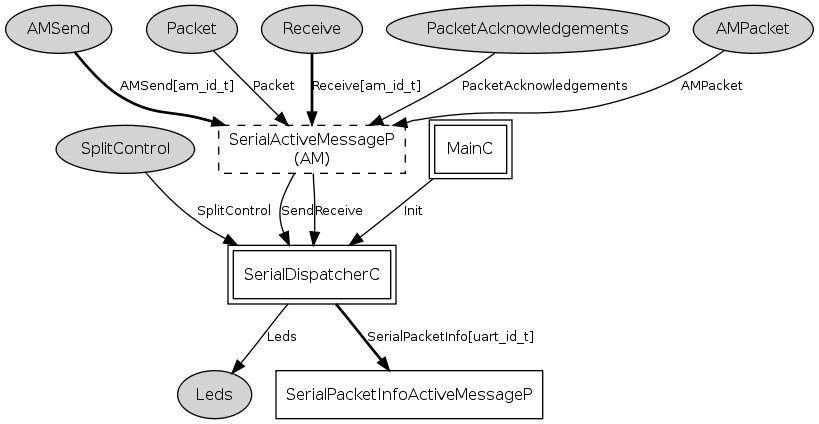 AMSend
Packet
Receive
PacketAcknowledgements
AMPacket
AMSend[am_id_t]
Packet
Receive[am_id_t]
PacketAcknowledgements
AMPacket
SplitControl
SerialActiveMessageP
(AM)
MainC
SplitControl
Send
Receive
Init
SerialDispatcherC
Leds
SerialPacketInfo[uart_id_t]
Leds
SerialPacketInfoActiveMessageP